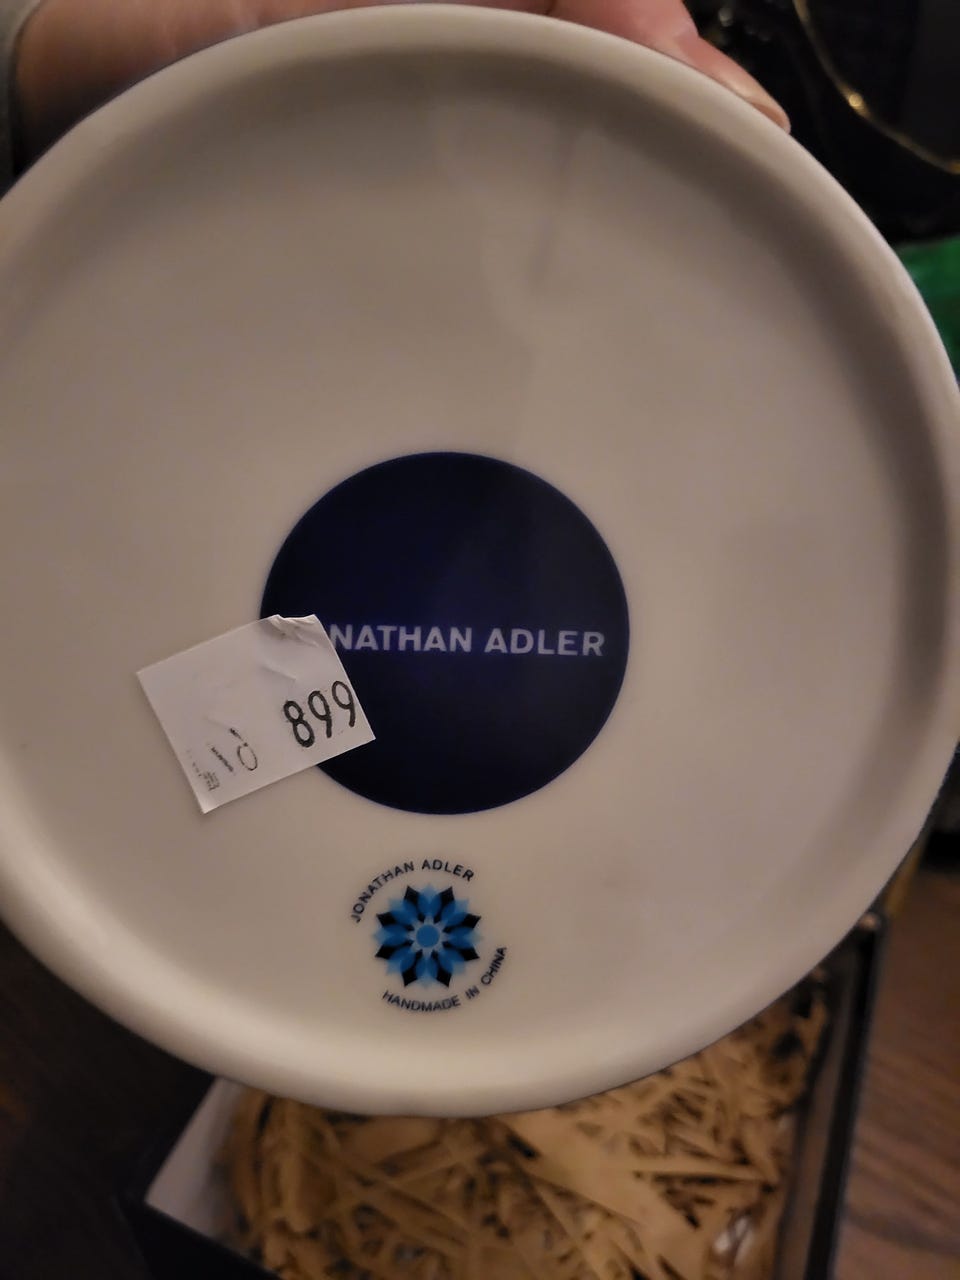 NATHAN ADLER
899
JONATHAN ADLER
HANDMADE IN CHINA